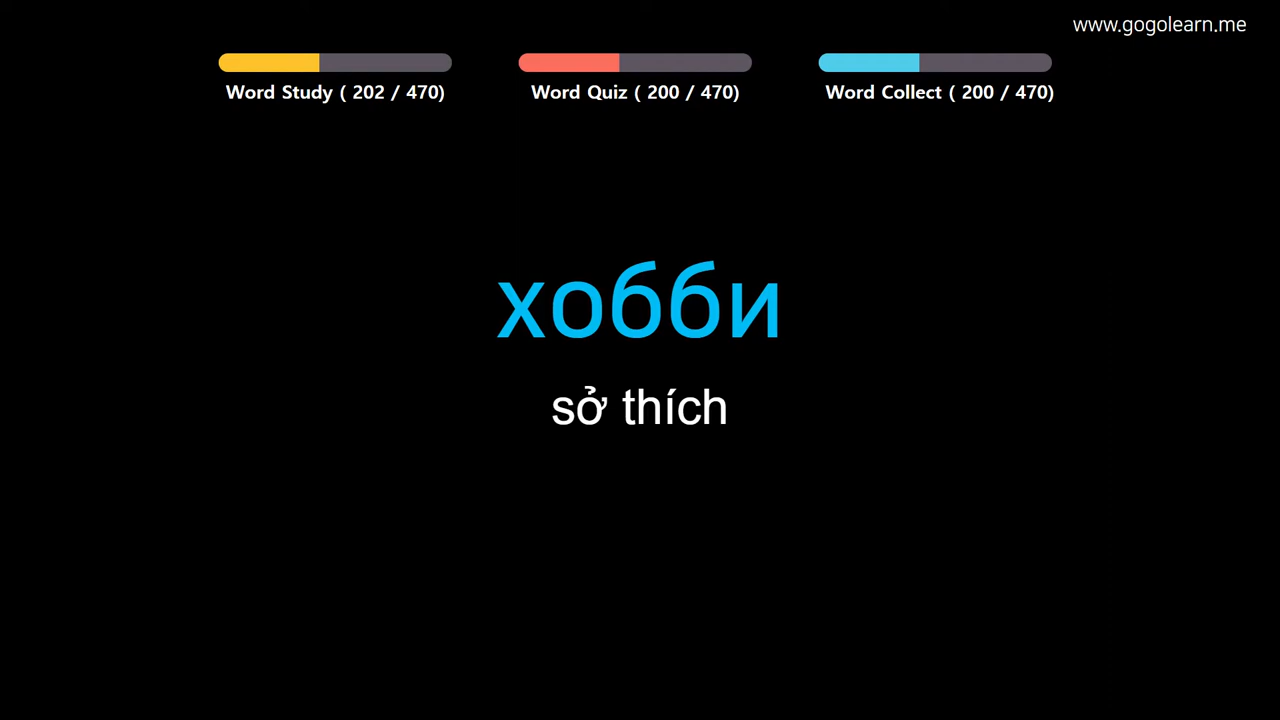 www.gogolearn.me
Word Study ( 202 / 470)
Word Quiz ( 200 / 470)
Word Collect ( 200 / 470)
хобби
sở thích